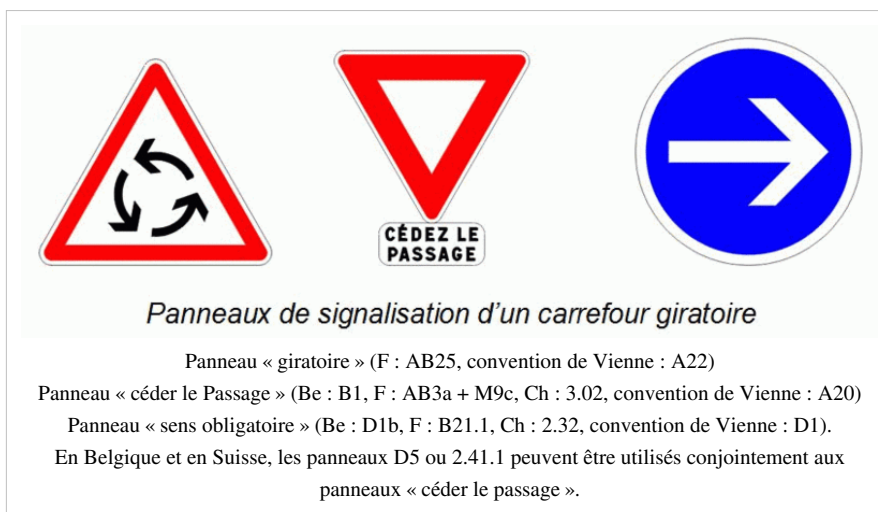 CÉDEZ LE
PASSAGE
Panneaux de signalisation d'un carrefour giratoire
Panneau « giratoire » (F : AB25, convention de Vienne : A22)
Panneau « céder le Passage » (Be : B1, F : AB3a + M9c, Ch : 3.02, convention de Vienne : A20)
Panneau « sens obligatoire » (Be : D1b, F : B21.1, Ch : 2.32, convention de Vienne : D1).
En Belgique et en Suisse, les panneaux D5 ou 2.41.1 peuvent être utilisés conjointement aux
panneaux « céder le passage ».